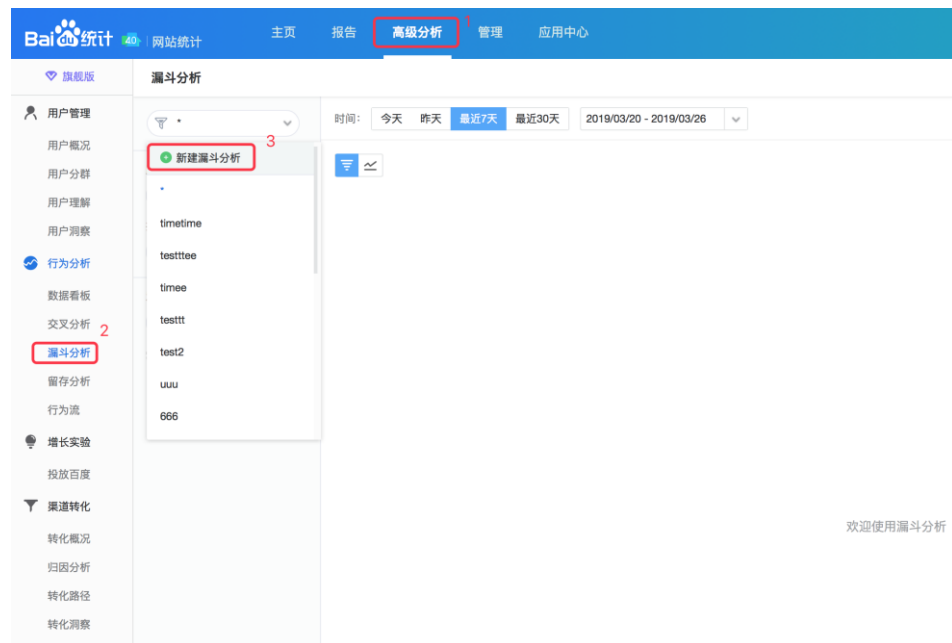 Bai du 统计 4.0 | 网站统计 主页 报告 高级分析 1 管理 应用中心
旗舰版 漏斗分析
用户管理
用户概况
用户分群
用户理解
用户洞察
行为分析
数据看板
交叉分析
2
漏斗分析
留存分析
行为流
增长实验
投放百度
渠道转化
转化概况
归因分析
转化路径
转化洞察
*
3
新建漏斗分析
*
timetime
testttee
timee
testtt
test2
uuu
666
时间: 今天 昨天 最近7天 最近30天 2019/03/20 - 2019/03/26
欢迎使用漏斗分析